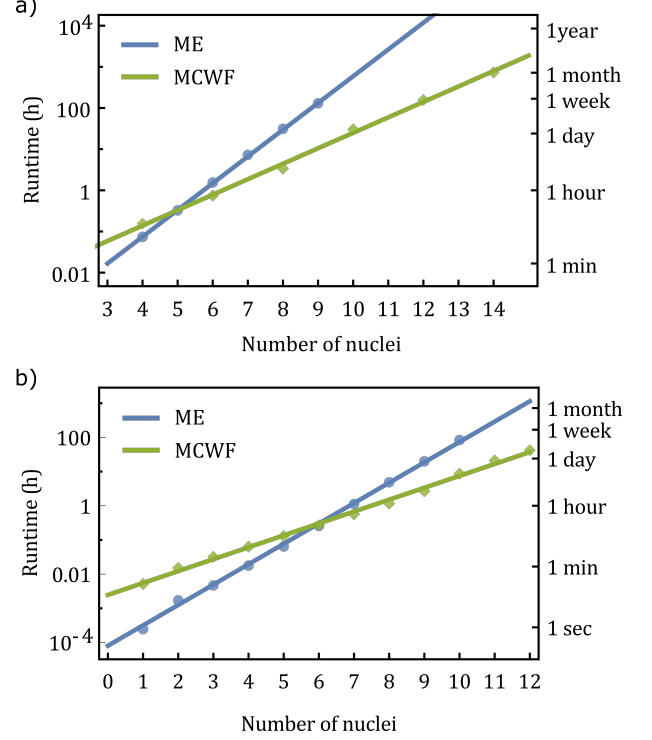 a)
10⁴
100
1
0.01
Runtime (h)
ME
MCWF
1year
1 month
1 week
1 day
1 hour
1 min
3 4 5 6 7 8 9 10 11 12 13 14
Number of nuclei
b)
100
1
0.01
10⁻⁴
Runtime (h)
ME
MCWF
1 month
1 week
1 day
1 hour
1 min
1 sec
0 1 2 3 4 5 6 7 8 9 10 11 12
Number of nuclei